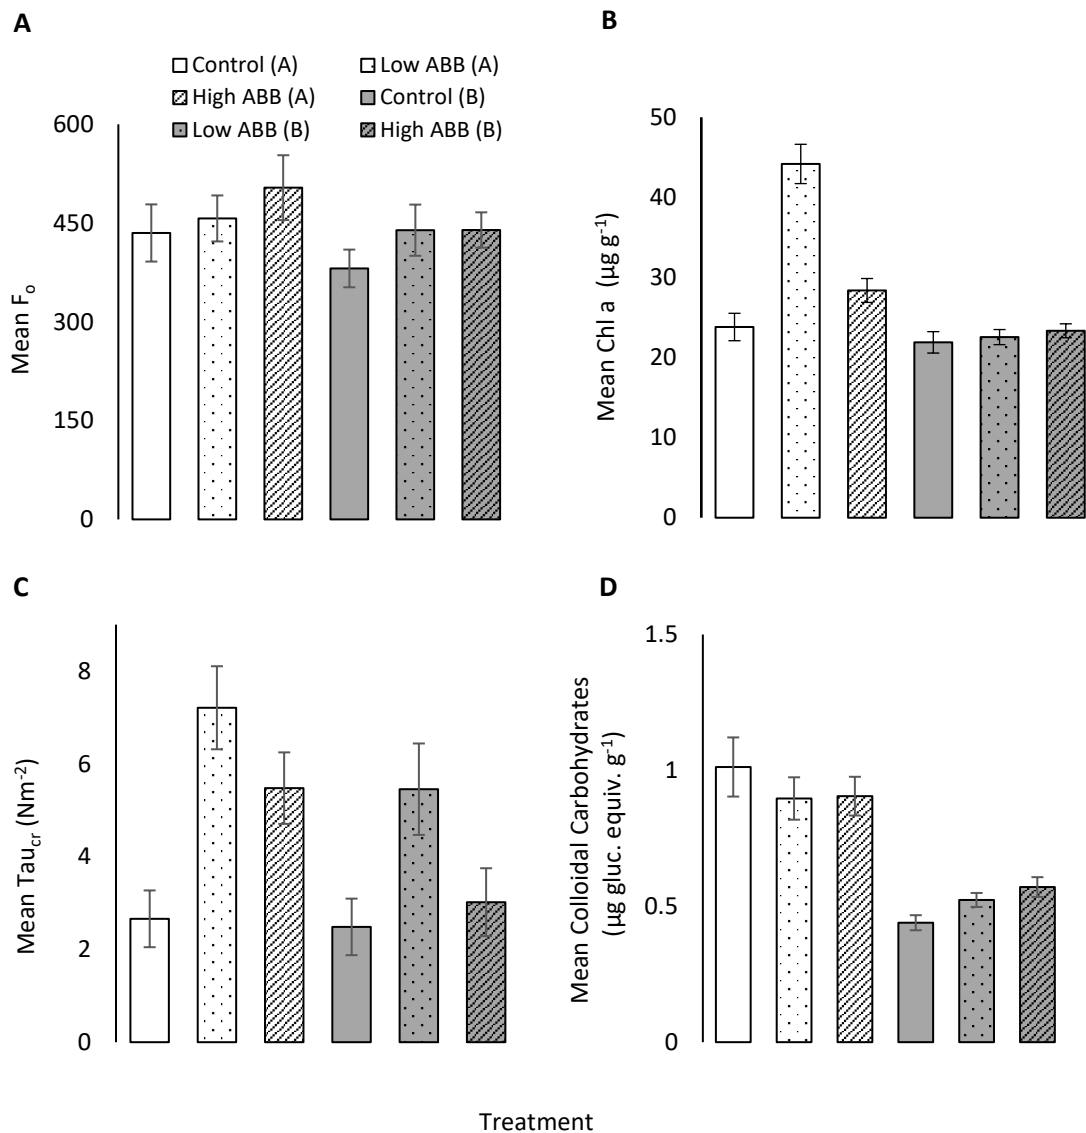 A
Control (A) Low ABB (A)
High ABB (A) Control (B)
Low ABB (B) High ABB (B)
600
450
300
150
0
Mean Fo
B
50
40
30
20
10
0
Mean Chl a (µg g-1)
C
8
6
4
2
0
Mean Taucr (Nm-2)
D
1.5
1
0.5
0
Mean Colloidal Carbohydrates
(µg gluc. equiv. g-1)
Treatment